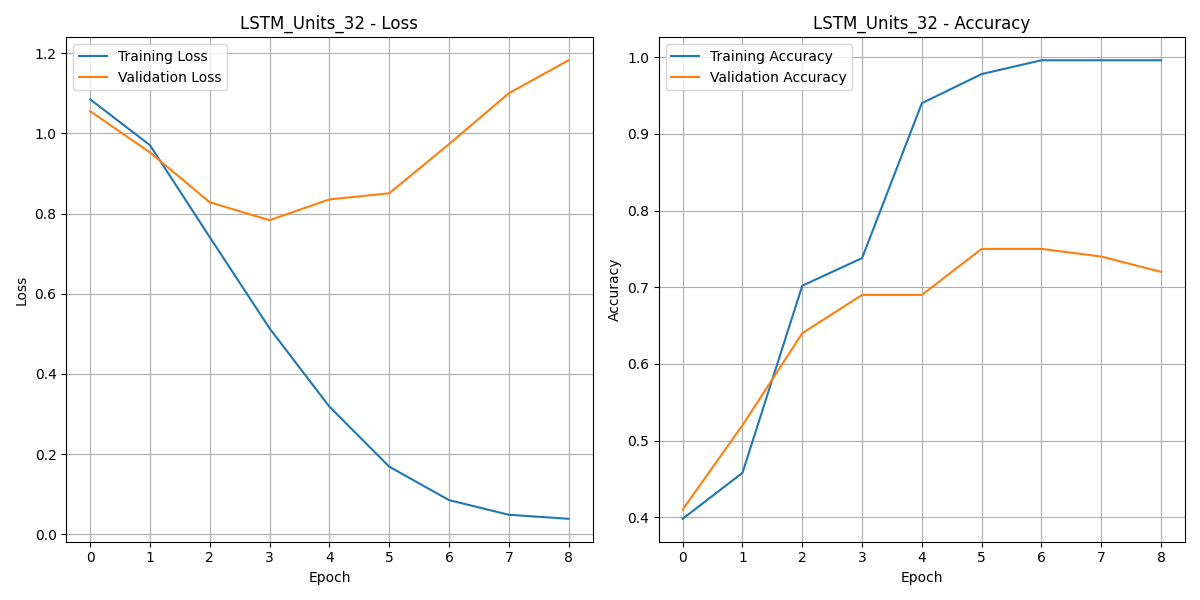 LSTM_Units_32 - Loss
Training Loss
Validation Loss
1.2
1.0
0.8
0.6
0.4
0.2
0.0
Loss
0 1 2 3 4 5 6 7 8
Epoch
LSTM_Units_32 - Accuracy
Training Accuracy
Validation Accuracy
1.0
0.9
0.8
0.7
0.6
0.5
0.4
Accuracy
0 1 2 3 4 5 6 7 8
Epoch